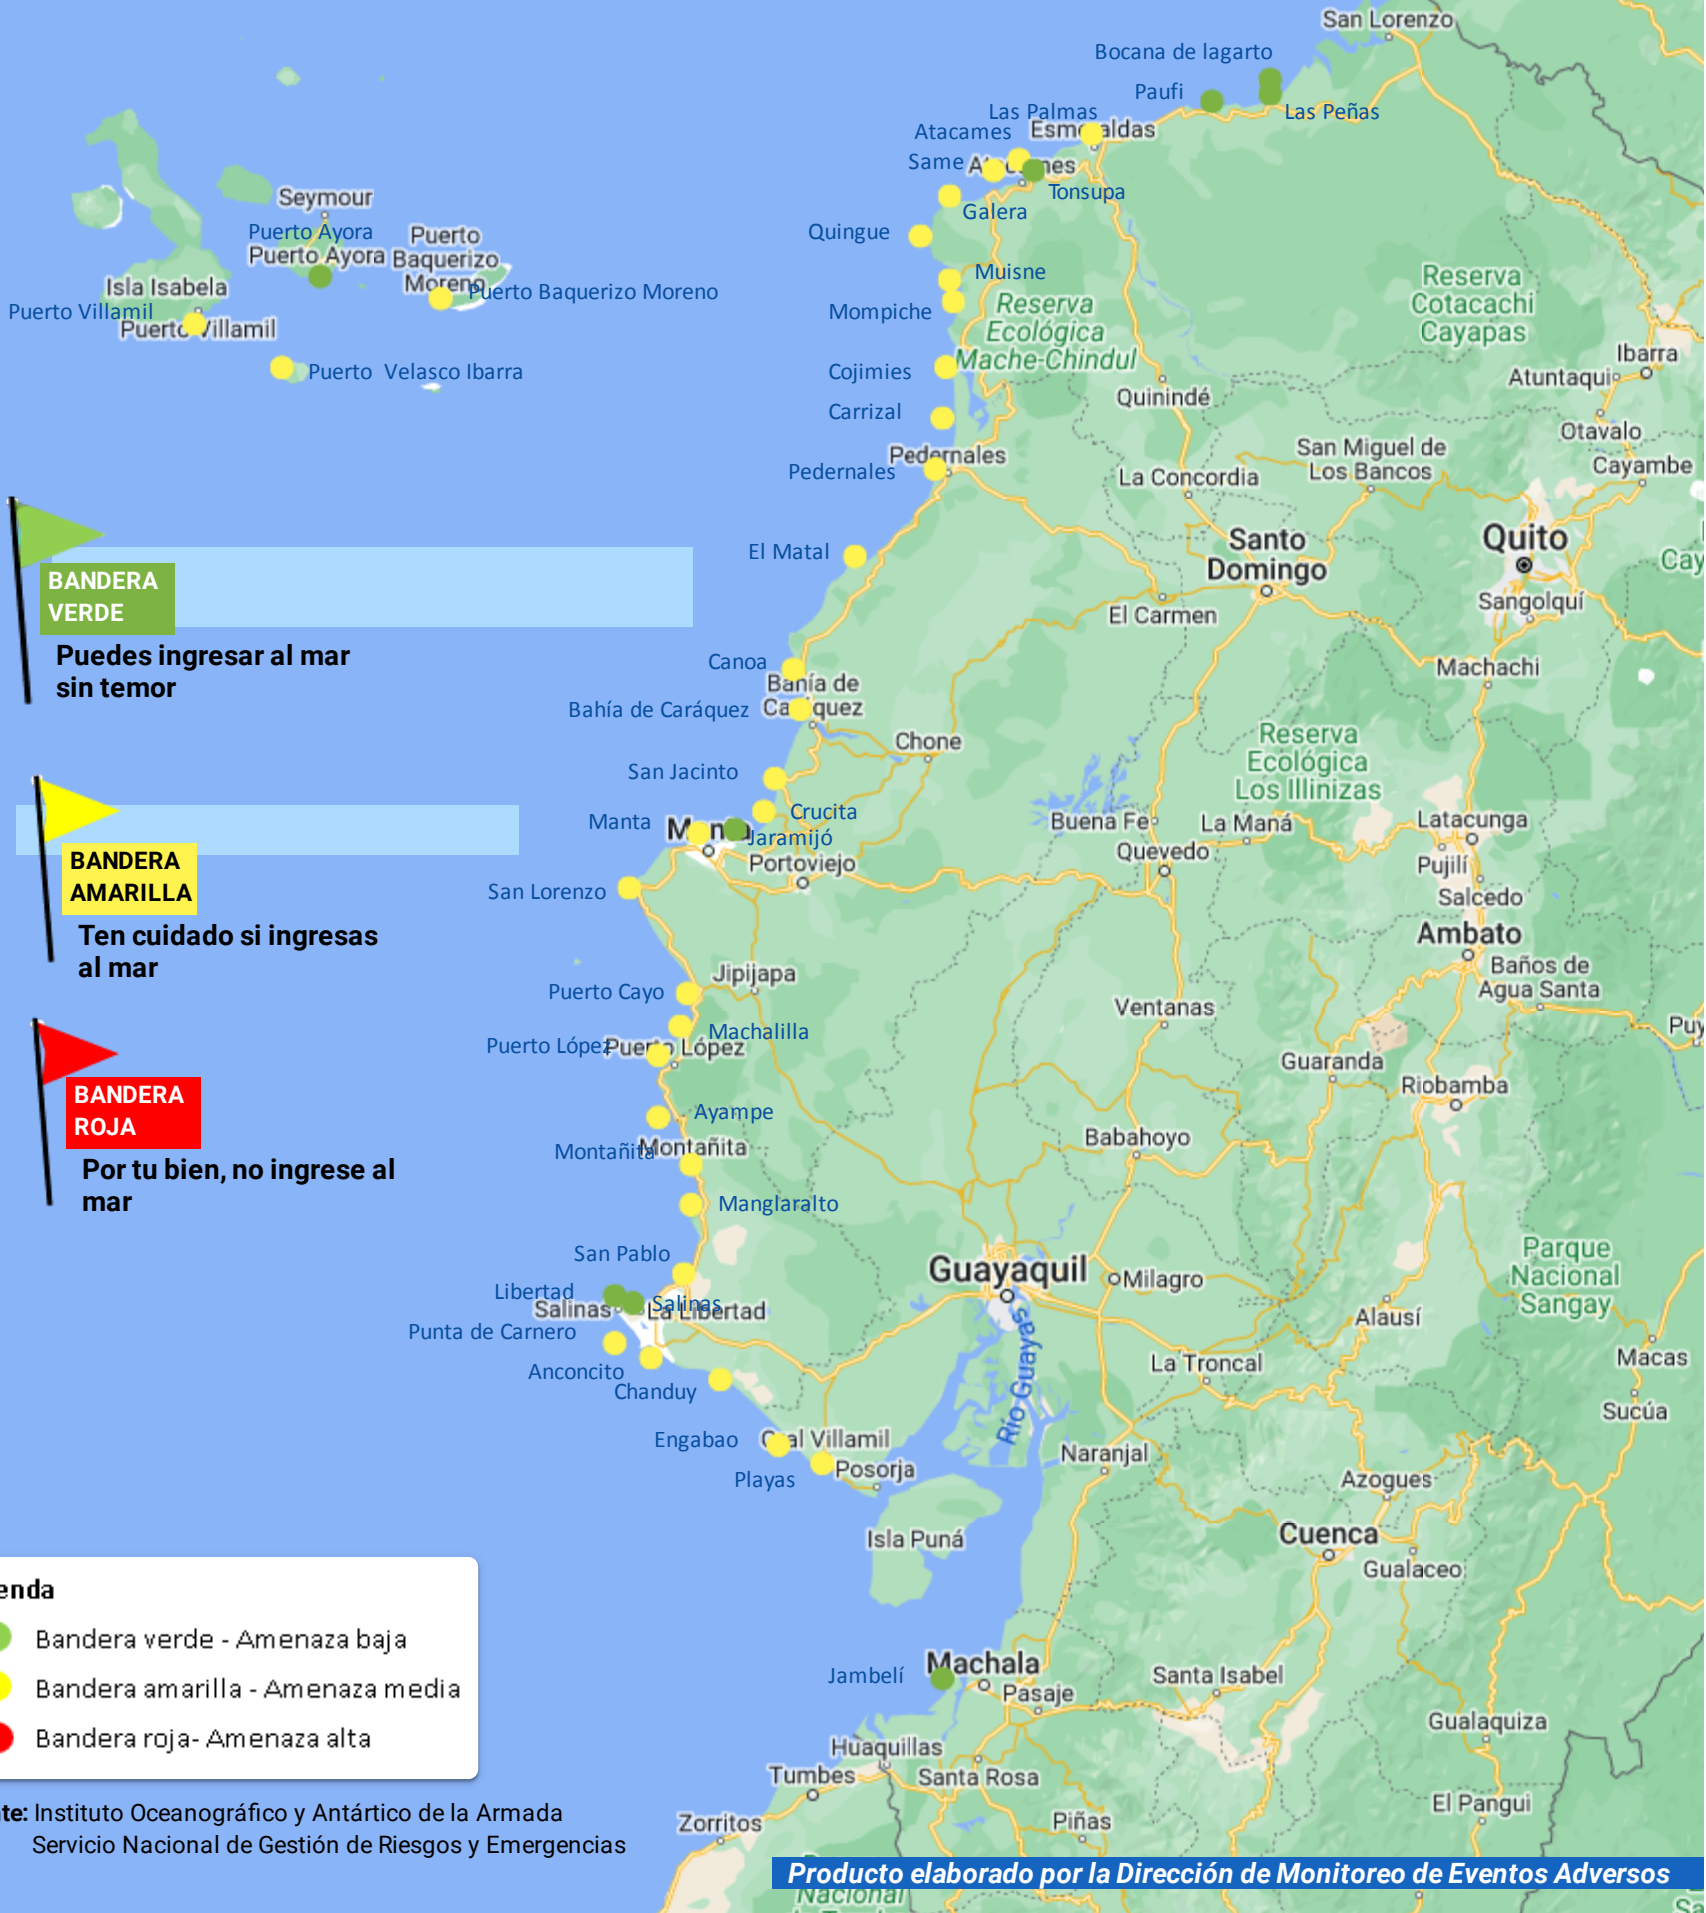 San Lorenzo
Bocana de lagarto
Paufi
Las Peñas
Las Palmas
Atacames
Same
Tonsupa
Galera
Quingue
Muisne
Mompiche
Reserva
Ecológica
Mache-Chindul
Cojimies
Carrizal
Pedernales
Pedernales
El Matal
Canoa
Bahía de
Bahía de Caráquez
San Jacinto
Crucita
Manta
Jaramijó
Portoviejo
Chone
San Lorenzo
Jipijapa
Puerto Cayo
Machalilla
Puerto López
López
Ayampe
Montañita
Montañita
Manglaralto
San Pablo
Libertad
Salinas
Salinas
La Libertad
Punta de Carnero
Anconcito
Chanduy
Engabao
Villamil
Playas
Posorja
Isla Puná
Jambelí
Machala
Pasaje
Huaquillas
Tumbes
Santa Rosa
Zorritos
Piñas
Seymour
Puerto Ayora
Puerto Ayora
Puerto
Baquerizo
Moreno
Puerto Baquerizo Moreno
Isla Isabela
Puerto Villamil
Puerto Villamil
Puerto Velasco Ibarra
Reserva
Cotacachi
Cayapas
Ibarra
Atuntaqui
Otavalo
Cayambe
Quinindé
San Miguel de
Los Bancos
La Concordia
Santo
Domingo
Quito
Sangolquí
El Carmen
Machachi
Reserva
Ecológica
Los Illinizas
Buena Fe
La Maná
Latacunga
Quevedo
Pujilí
Salcedo
Ambato
Baños de
Agua Santa
Ventanas
Guaranda
Riobamba
Babahoyo
Guayaquil
Milagro
Río Guayas
Parque
Nacional
Sangay
Alausí
La Troncal
Macas
Sucúa
Naranjal
Azogues
Cuenca
Gualaceo
Santa Isabel
Gualaquiza
El Pangui
BANDERA
VERDE
Puedes ingresar al mar
sin temor
BANDERA
AMARILLA
Ten cuidado si ingresas
al mar
BANDERA
ROJA
Por tu bien, no ingrese al
mar
enda
Bandera verde - Amenaza baja
Bandera amarilla - Amenaza media
Bandera roja- Amenaza alta
te: Instituto Oceanográfico y Antártico de la Armada
Servicio Nacional de Gestión de Riesgos y Emergencias
Producto elaborado por la Dirección de Monitoreo de Eventos Adversos
Nacional